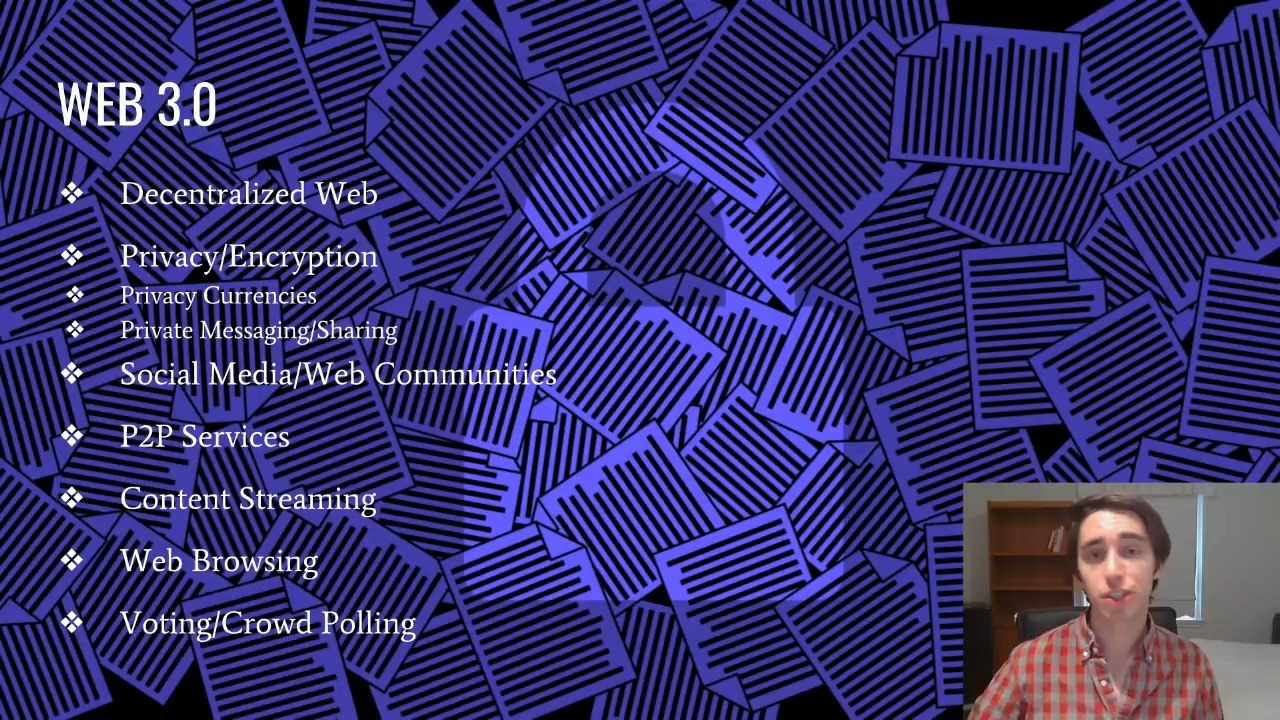 WEB 3.0
Decentralized Web
Privacy/Encryption
Privacy Currencies
Private Messaging/Sharing
Social Media/Web Communities
P2P Services
Content Streaming
Web Browsing
Voting/Crowd Polling